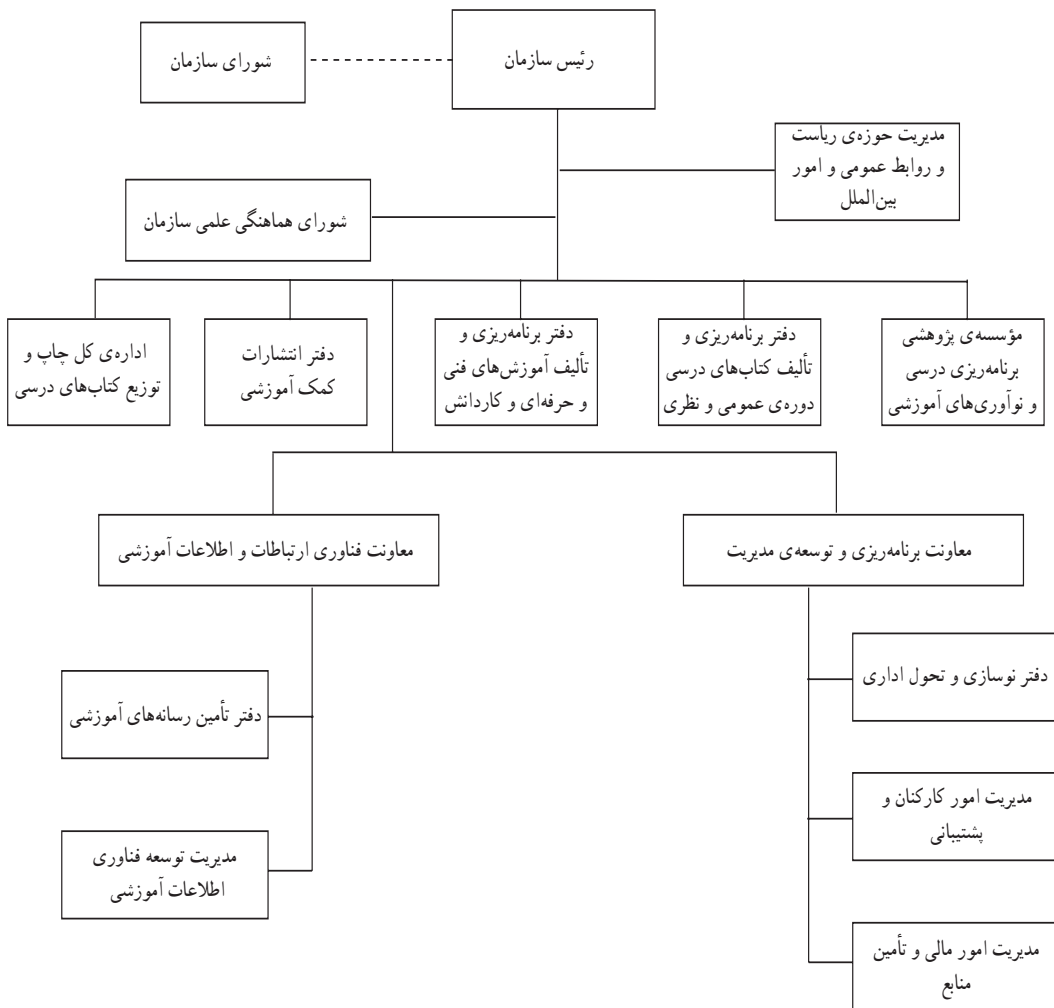 رئیس سازمان
شورای سازمان
مدیریت حوزه‌ی ریاست
و روابط عمومی و امور
بین‌الملل
شورای هماهنگی علمی سازمان
مؤسسه‌ی پژوهشی
برنامه‌ریزی درسی
و نوآوری‌های آموزشی
دفتر برنامه‌ریزی و
تألیف کتاب‌های درسی
دوره‌ی عمومی و نظری
دفتر برنامه‌ریزی و
تألیف آموزش‌های فنی
و حرفه‌ای و کاردانش
دفتر انتشارات
کمک آموزشی
اداره‌ی کل چاپ و
توزیع کتاب‌های درسی
معاونت برنامه‌ریزی و توسعه‌ی مدیریت
معاونت فناوری ارتباطات و اطلاعات آموزشی
دفتر نوسازی و تحول اداری
مدیریت امور کارکنان و
پشتیبانی
مدیریت امور مالی و تأمین
منابع
دفتر تأمین رسانه‌های آموزشی
مدیریت توسعه فناوری
اطلاعات آموزشی